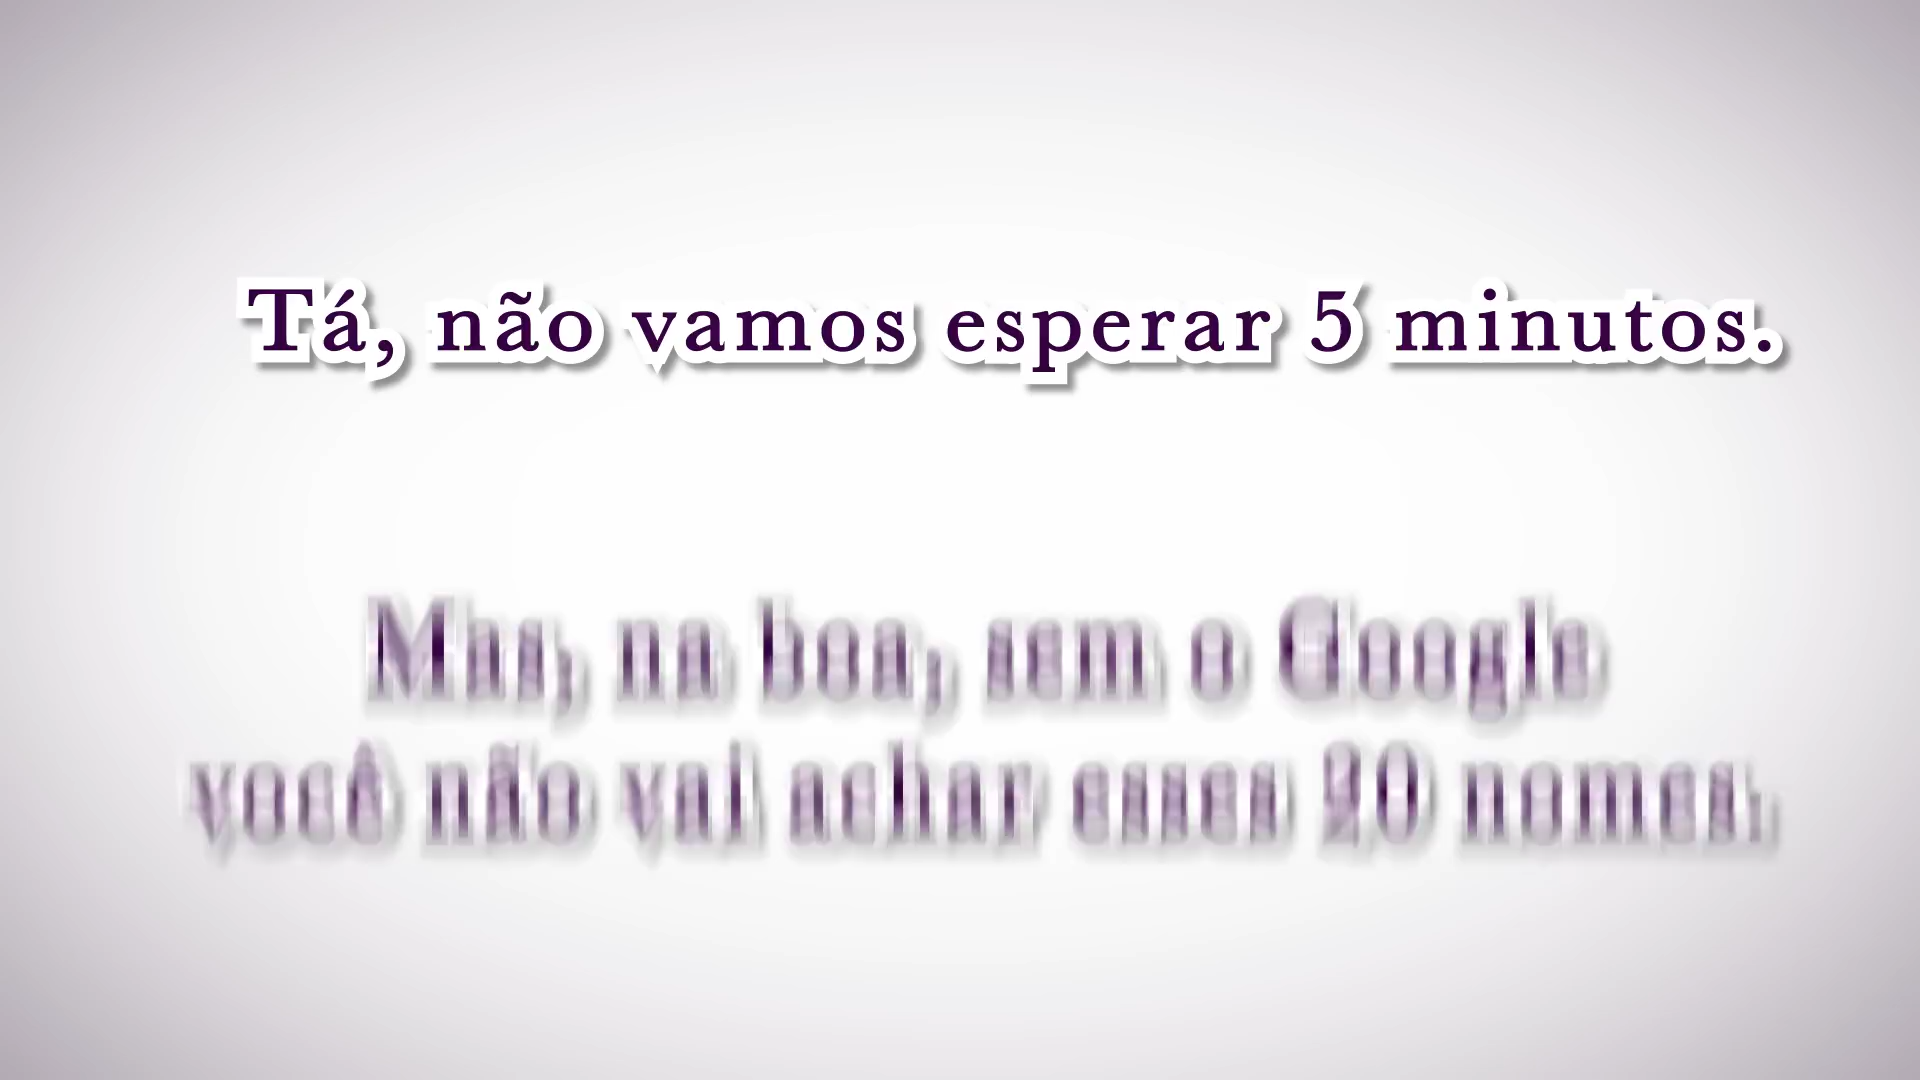 Tá, não vamos esperar 5 minutos.
Mas, na boa, sem o Google
você não vai achar esses 20 nomes.